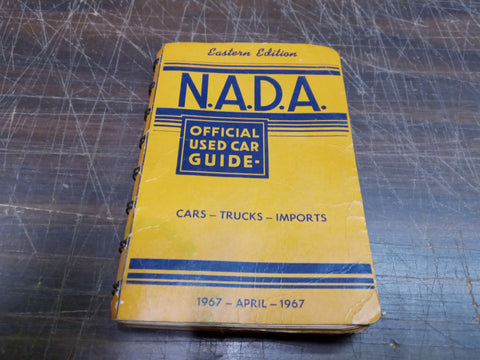 Eastern Edition
N.A.D.A.
OFFICIAL
USED CAR
GUIDE-
CARS - TRUCKS - IMPORTS
1967 - APRIL - 1967